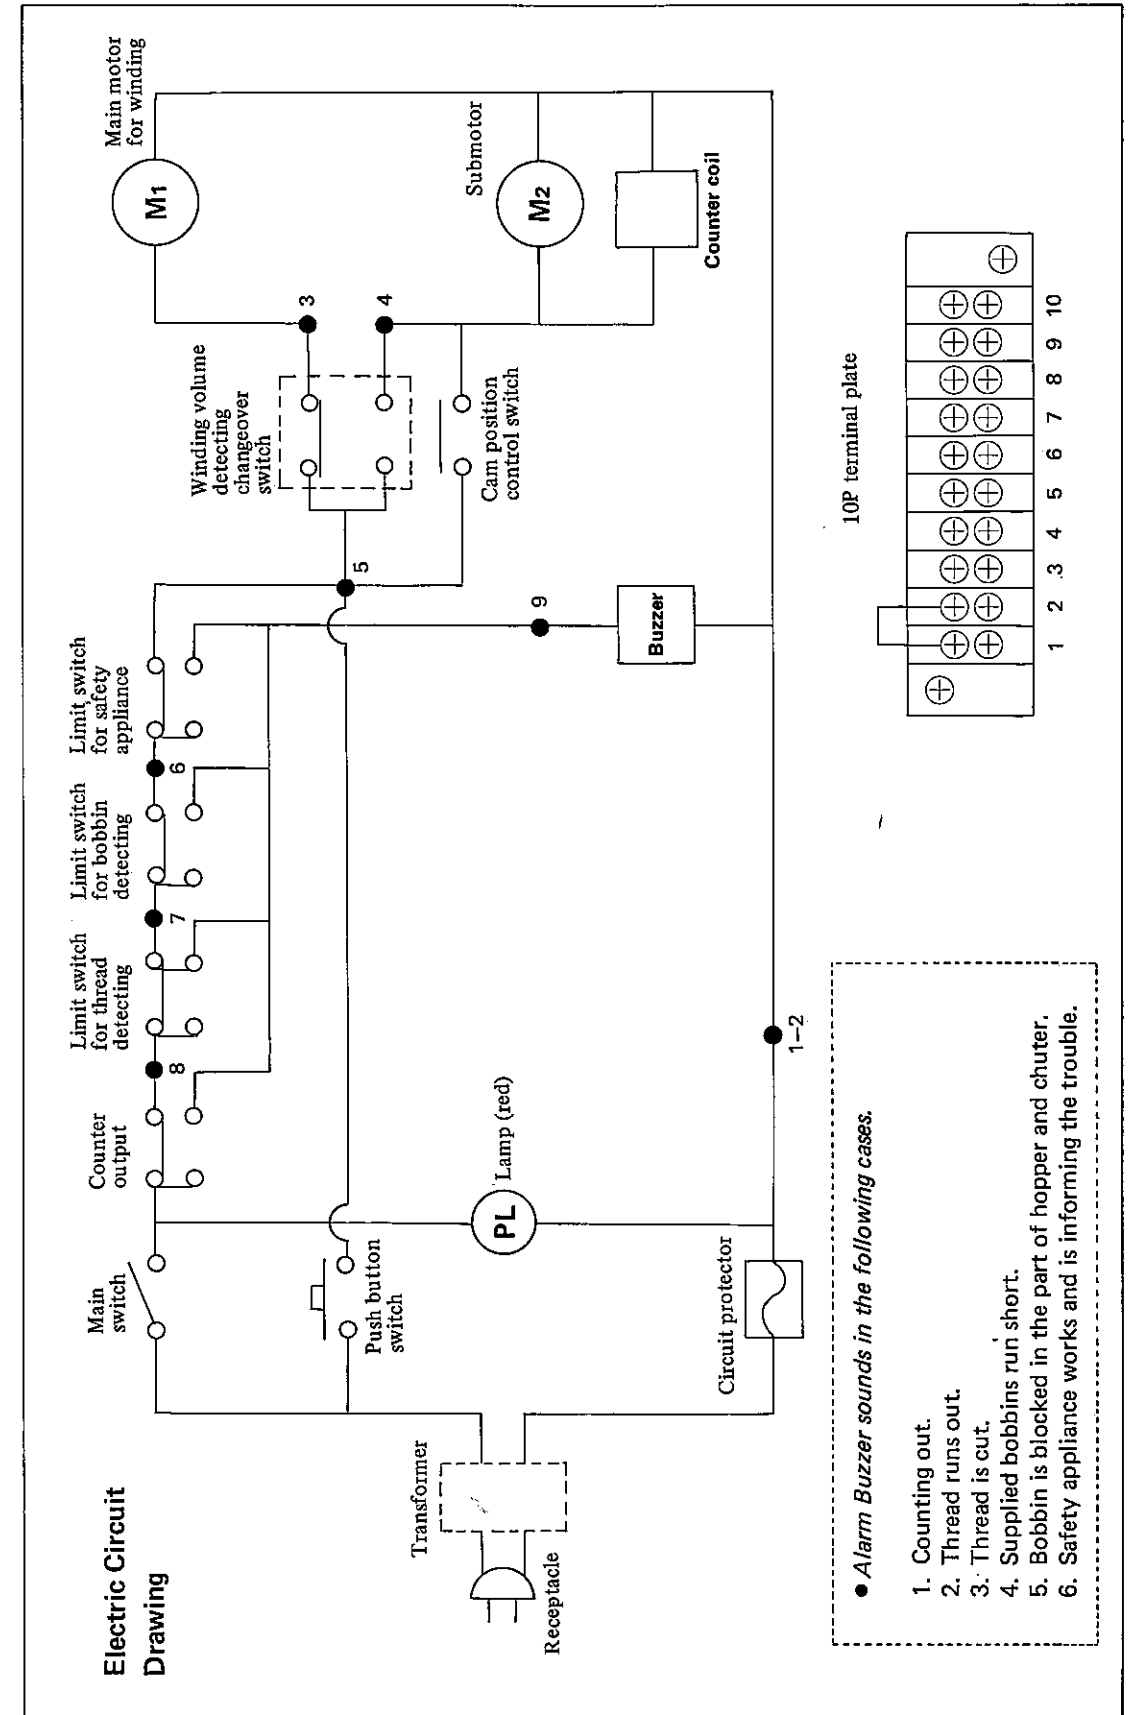 Electric Circuit
Drawing
Receptacle
Transformer
Main
switch
Push button
switch
Circuit protector
Counter
output
Lamp (red)
PL
8
Limit switch
for thread
detecting
7
Limit switch
for bobbin
detecting
6
Limit switch
for safety
appliance
5
9
Buzzer
1–2
Winding volume
detecting
changeover
switch
Cam position
control switch
3
4
Main motor
for winding
M1
Submotor
M2
Counter coil
10P terminal plate
1 2 3 4 5 6 7 8 9 10
● Alarm Buzzer sounds in the following cases.
1. Counting out.
2. Thread runs out.
3. Thread is cut.
4. Supplied bobbins run short.
5. Bobbin is blocked in the part of hopper and chuter.
6. Safety appliance works and is informing the trouble.